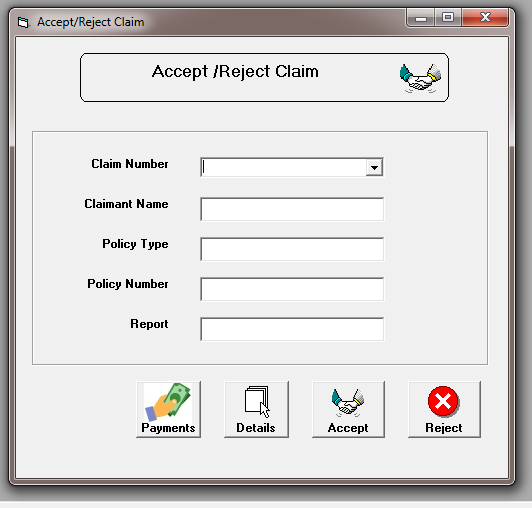 Accept/Reject Claim
Accept /Reject Claim
Claim Number
Claimant Name
Policy Type
Policy Number
Report
Payments Details Accept Reject